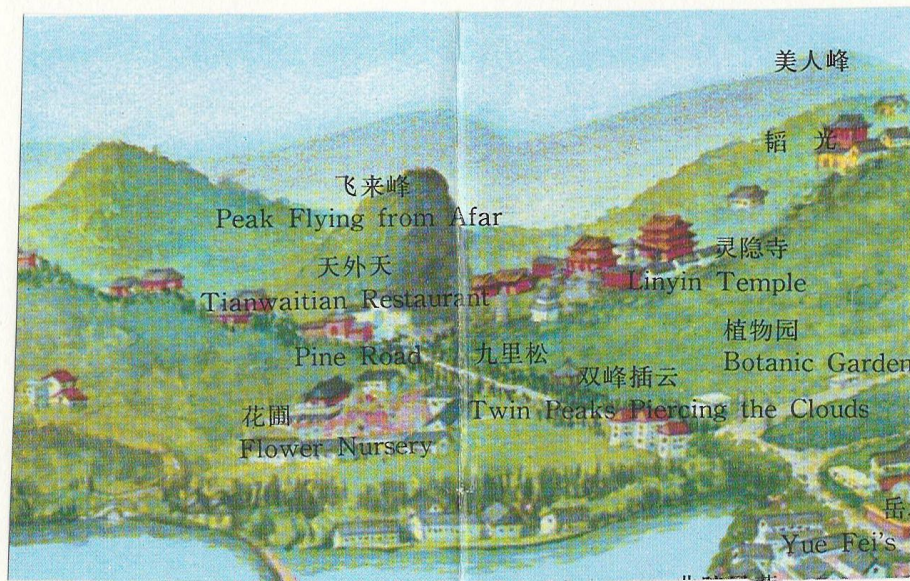 美人峰
韬 光
飞来峰
Peak Flying from Afar
灵隐寺
Linyin Temple
天外天
Tianwaitian Restaurant
植物园
Botanic Garden
Pine Road 九里松
双峰插云
Twin Peaks Piercing the Clouds
花圃
Flower Nursery
岳
Yue Fei's